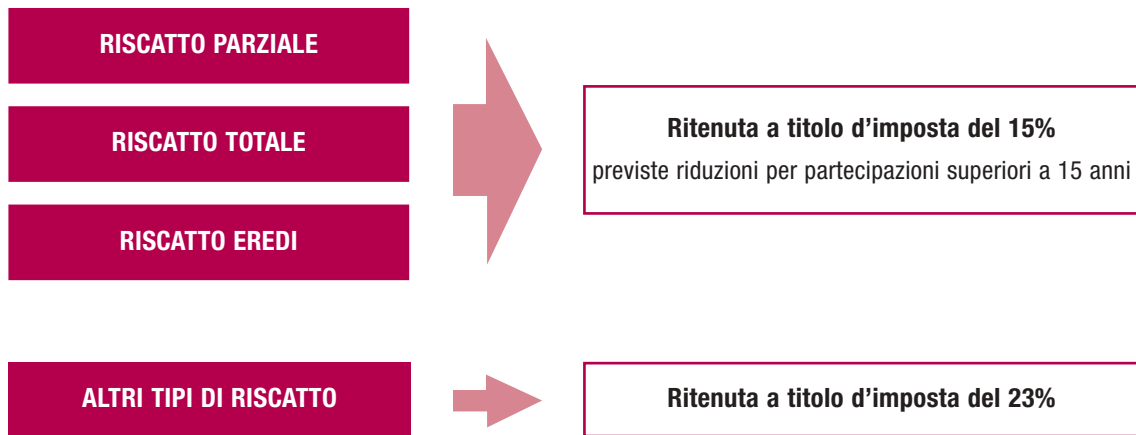 RISCATTO PARZIALE
RISCATTO TOTALE
RISCATTO EREDI
Ritenuta a titolo d'imposta del 15%
previste riduzioni per partecipazioni superiori a 15 anni
ALTRI TIPI DI RISCATTO
Ritenuta a titolo d'imposta del 23%